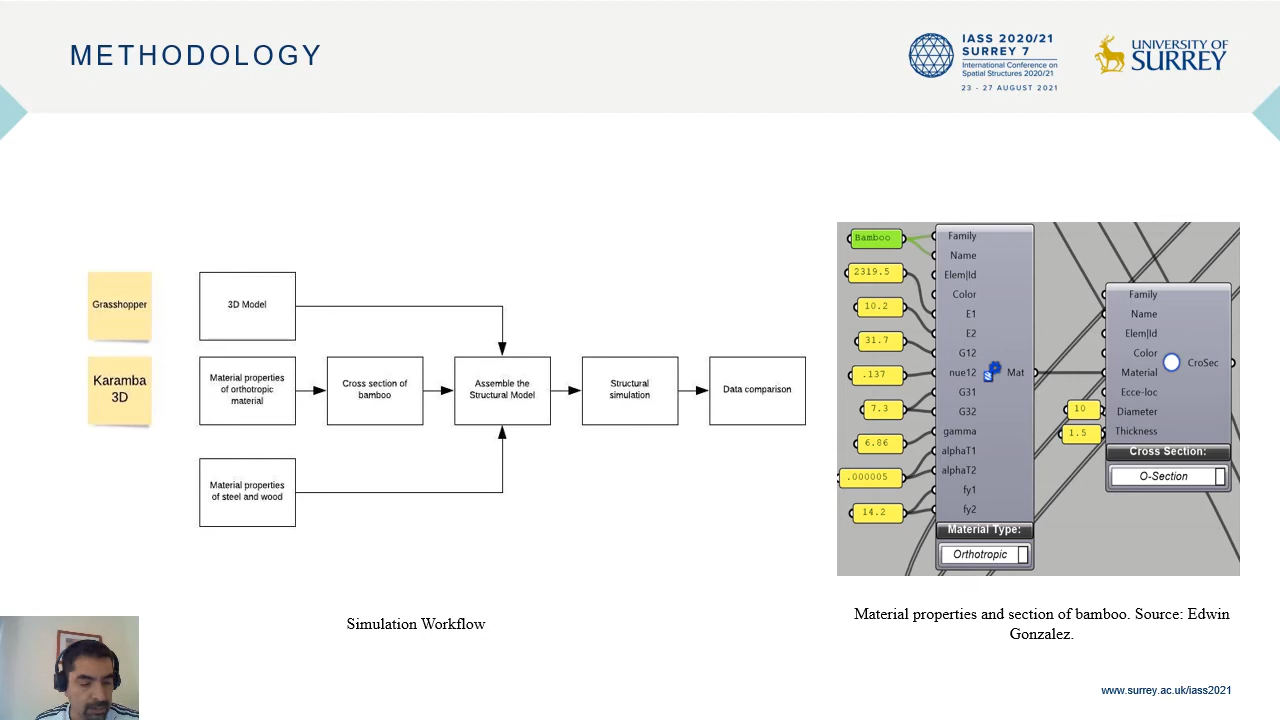 METHODOLOGY
IASS 2020/21
SURREY 7
International Conference on
Spatial Structures 2020/21
23 - 27 AUGUST 2021
UNIVERSITY OF
SURREY
Grasshopper
3D Model
Karamba
3D
Material properties
of orthotropic
material
Cross section of
bamboo
Assemble the
Structural Model
Structural
simulation
Data comparison
Material properties
of steel and wood
Simulation Workflow
Bamboo
2319.5
10.2
31.7
.137
7.3
6.86
.000005
14.2
Family
Name
Elem|Id
Color
E1
E2
G12
nue12
G31
G32
gamma
alphaT1
alphaT2
fy1
fy2
Mat
Material Type:
Orthotropic
10
1.5
Family
Name
Elem|Id
Color
Material
Ecce-loc
Diameter
Thickness
CroSec
Cross Section:
O-Section
Material properties and section of bamboo. Source: Edwin
Gonzalez.
www.surrey.ac.uk/iass2021